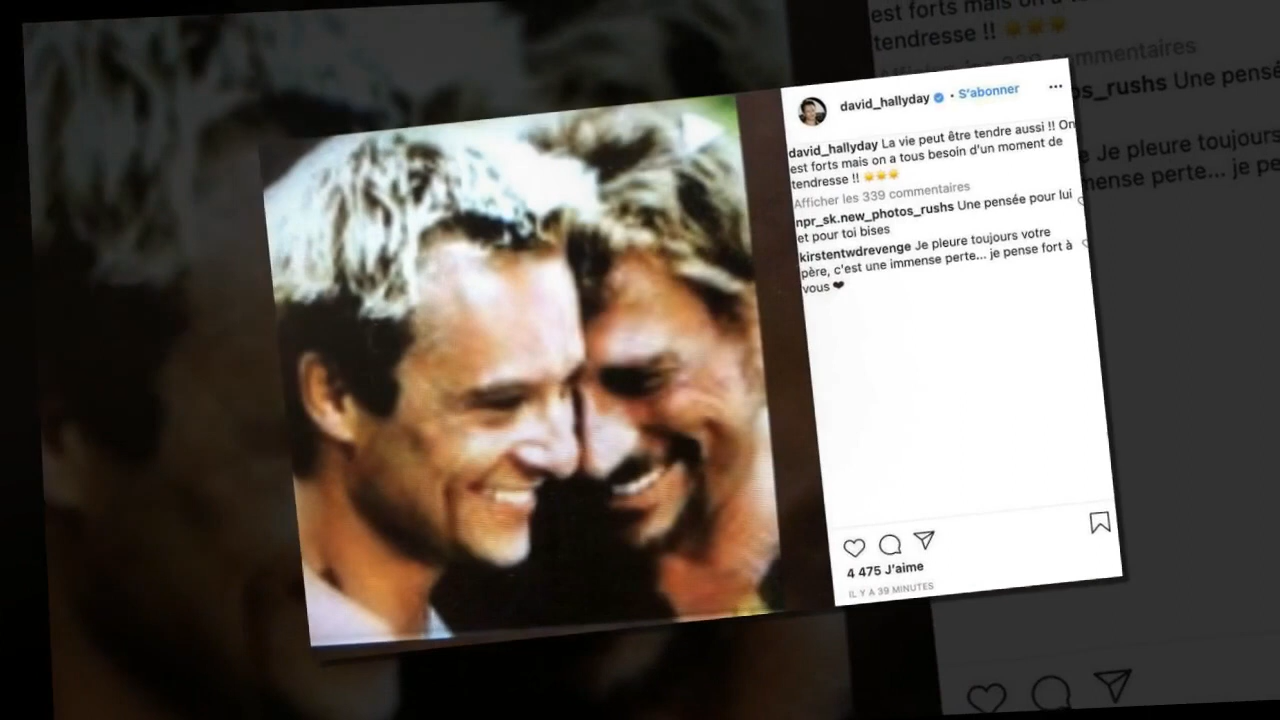 est forts mais on a
tendresse !! 
commentaires
os_rushs Une pensé
e Je pleure toujours
mense perte... je pe
david_hallyday • S'abonner
david_hallyday La vie peut être tendre aussi !! On
est forts mais on a tous besoin d'un moment de
tendresse !! ☀️☀️☀️
Afficher les 339 commentaires
npr_sk.new_photos_rushs Une pensée pour lui
et pour toi bises
kirstentwdrevenge Je pleure toujours votre
père, c'est une immense perte... je pense fort à
vous ❤
4 475 J'aime
IL Y A 39 MINUTES